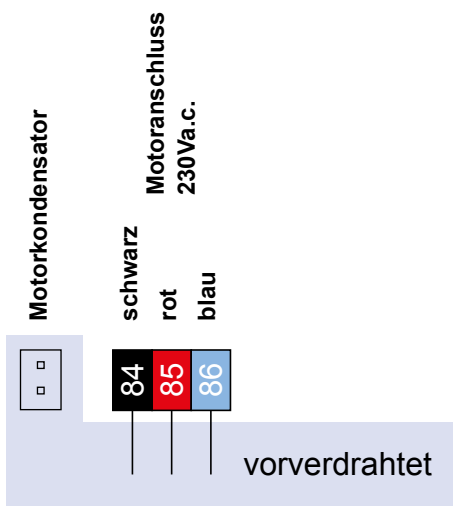 Motorkondensator
Motoranschluss
230Va.c.
schwarz
rot
blau
84
85
86
vorverdrahtet